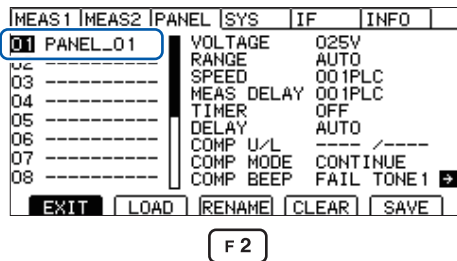 MEAS1 MEAS2 PANEL SYS IF INFO
01 PANEL_01 VOLTAGE 025V
02 ---------- RANGE AUTO
03 ---------- SPEED 001PLC
04 ---------- MEAS DELAY 001PLC
05 ---------- TIMER OFF
06 ---------- DELAY AUTO
07 ---------- COMP U/L ---- /----
08 ---------- COMP MODE CONTINUE
COMP BEEP FAIL TONE1
EXIT LOAD RENAME CLEAR SAVE
F2